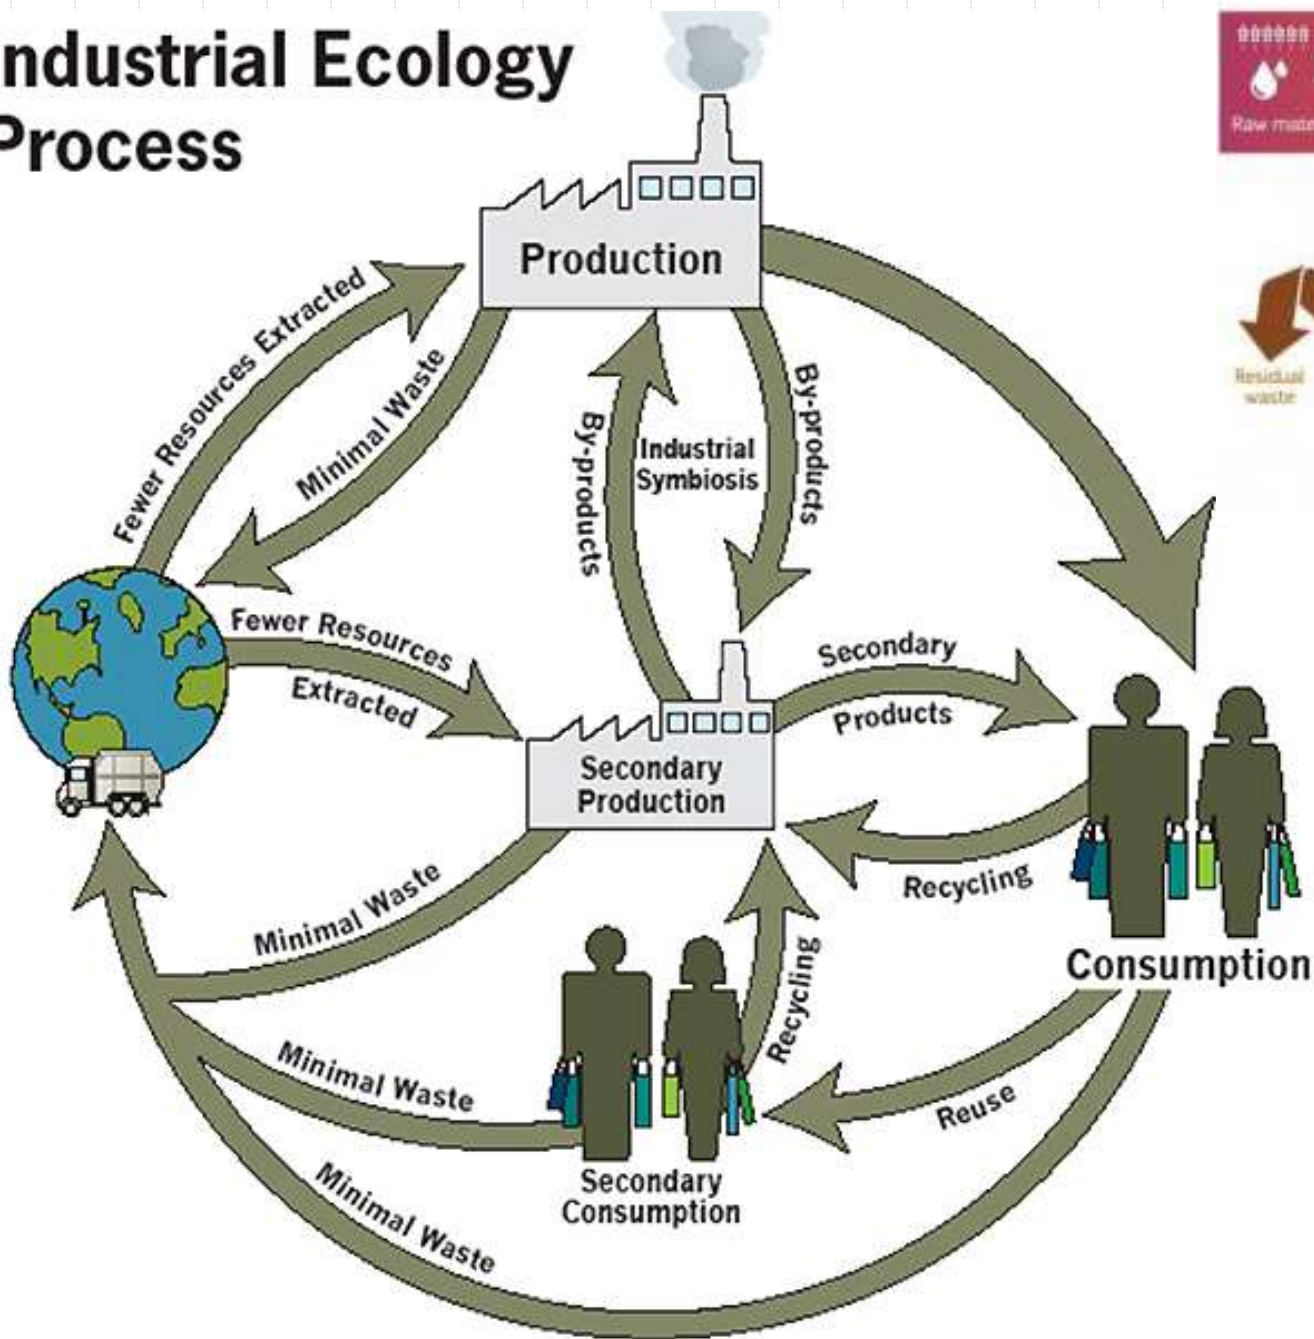 ndustrial Ecology
Process
Raw mate
Production
Residual
waste
Fewer Resources Extracted
Minimal Waste
By-products
Industrial
Symbiosis
By-products
Fewer Resources
Extracted
Secondary
Products
Secondary
Production
Recycling
Minimal Waste
Recycling
Consumption
Minimal Waste
Reuse
Secondary
Consumption
Minimal Waste